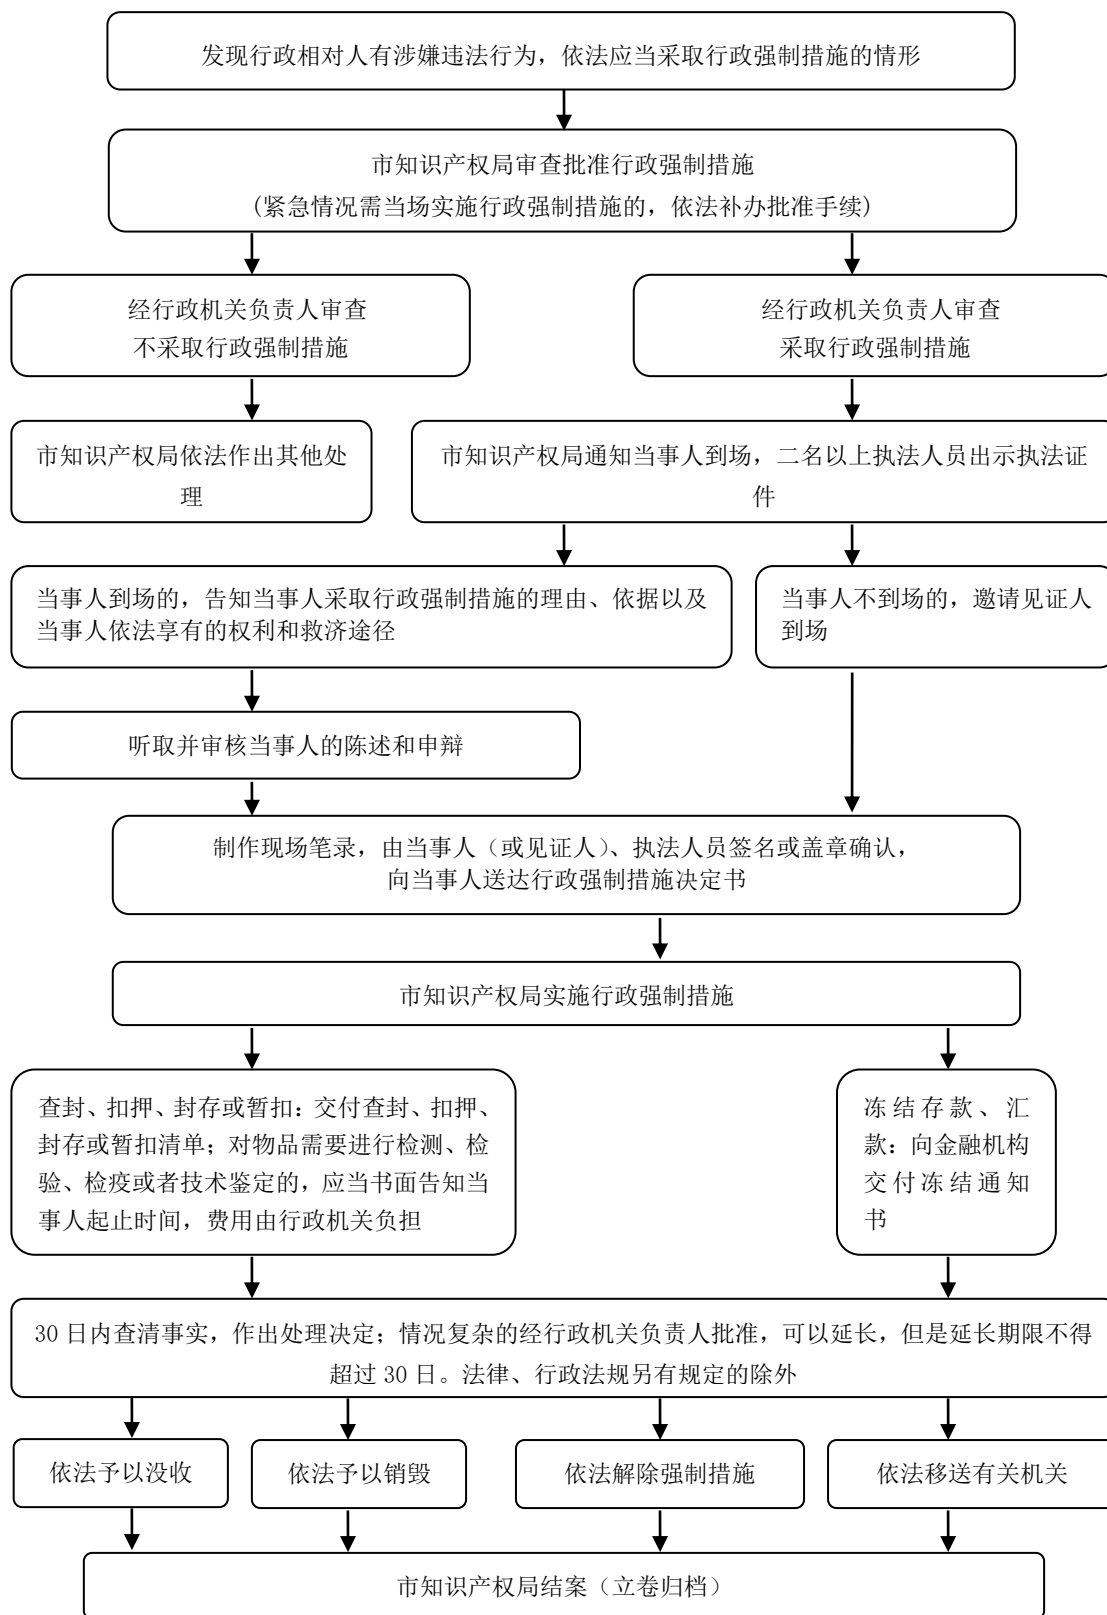 发现行政相对人有涉嫌违法行为，依法应当采取行政强制措施的情形
市知识产权局审查批准行政强制措施
(紧急情况需当场实施行政强制措施的，依法补办批准手续)
经行政机关负责人审查
不采取行政强制措施
经行政机关负责人审查
采取行政强制措施
市知识产权局依法作出其他处
理
市知识产权局通知当事人到场，二名以上执法人员出示执法证
件
当事人到场的，告知当事人采取行政强制措施的理由、依据以及
当事人依法享有的权利和救济途径
当事人不到场的，邀请见证人
到场
听取并审核当事人的陈述和申辩
制作现场笔录，由当事人（或见证人）、执法人员签名或盖章确认，
向当事人送达行政强制措施决定书
市知识产权局实施行政强制措施
查封、扣押、封存或暂扣：交付查封、扣押、
封存或暂扣清单；对物品需要进行检测、检
验、检疫或者技术鉴定的，应当书面告知当
事人起止时间，费用由行政机关负担
冻结存款、汇
款：向金融机构
交付冻结通知
书
30 日内查清事实，作出处理决定；情况复杂的经行政机关负责人批准，可以延长，但是延长期限不得
超过 30 日。法律、行政法规另有规定的除外
依法予以没收
依法予以销毁
依法解除强制措施
依法移送有关机关
市知识产权局结案（立卷归档）